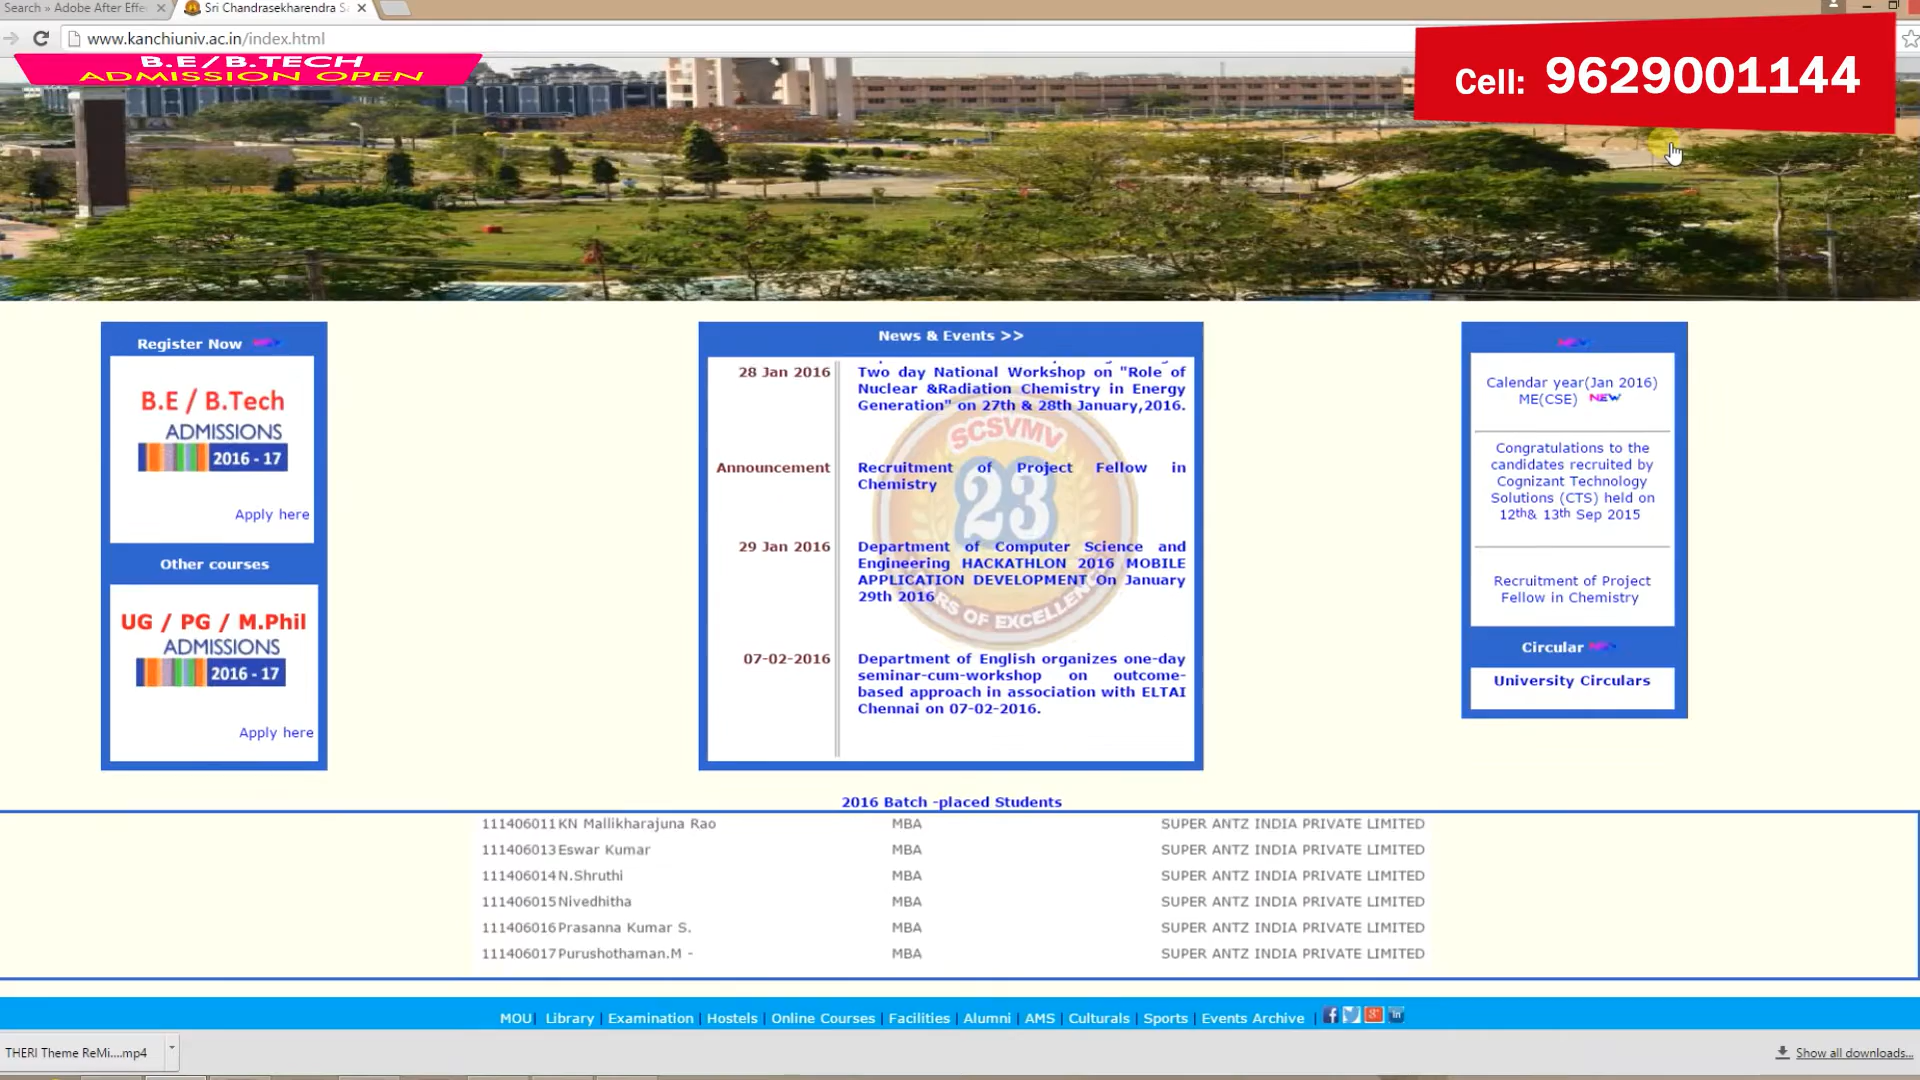 Search » Adobe After Effe
Sri Chandrasekharendra Sa
www.kanchiuniv.ac.in/index.html
B.E/B.TECH
ADMISSION OPEN
Cell: 9629001144
Register Now NEW
B.E / B.Tech
ADMISSIONS
2016 - 17
Apply here
Other courses
UG / PG / M.Phil
ADMISSIONS
2016 - 17
Apply here
News & Events >>
28 Jan 2016
Two day National Workshop on "Role of
Nuclear &Radiation Chemistry in Energy
Generation" on 27th & 28th January,2016.
Announcement
Recruitment of Project Fellow in
Chemistry
29 Jan 2016
Department of Computer Science and
Engineering HACKATHLON 2016 MOBILE
APPLICATION DEVELOPMENT On January
29th 2016
07-02-2016
Department of English organizes one-day
seminar-cum-workshop on outcome-
based approach in association with ELTAI
Chennai on 07-02-2016.
SCSVMV
23
RS OF EXCELLENC
NEW
Calendar year(Jan 2016)
ME(CSE) NEW
Congratulations to the
candidates recruited by
Cognizant Technology
Solutions (CTS) held on
12th& 13th Sep 2015
Recruitment of Project
Fellow in Chemistry
Circular NEW
University Circulars
2016 Batch -placed Students
111406011 KN Mallikharajuna Rao MBA SUPER ANTZ INDIA PRIVATE LIMITED
111406013 Eswar Kumar MBA SUPER ANTZ INDIA PRIVATE LIMITED
111406014 N.Shruthi MBA SUPER ANTZ INDIA PRIVATE LIMITED
111406015 Nivedhitha MBA SUPER ANTZ INDIA PRIVATE LIMITED
111406016 Prasanna Kumar S. MBA SUPER ANTZ INDIA PRIVATE LIMITED
111406017 Purushothaman.M - MBA SUPER ANTZ INDIA PRIVATE LIMITED
MOU| Library | Examination | Hostels | Online Courses | Facilities | Alumni | AMS | Culturals | Sports | Events Archive |
THERI Theme ReMi....mp4
Show all downloads...